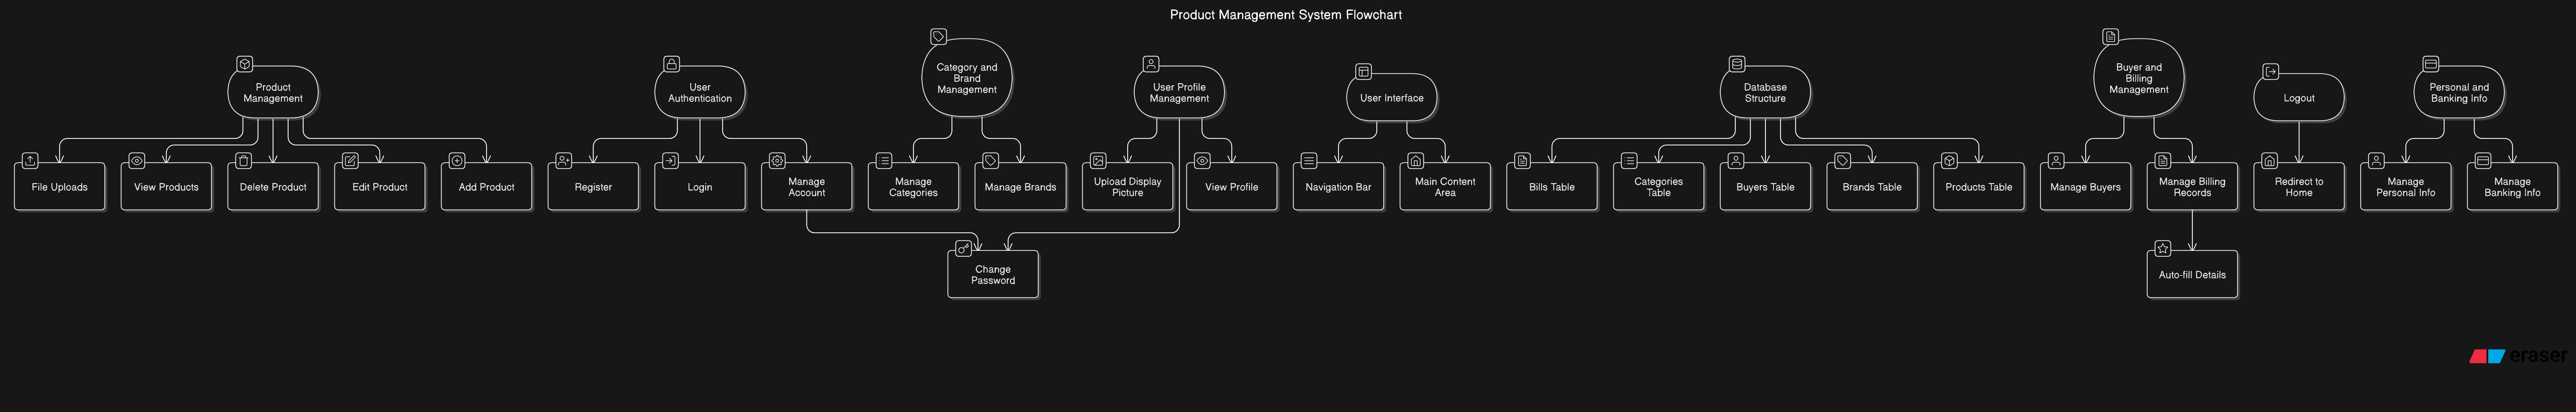 Product Management System Flowchart
Product
Management
User
Authentication
Category and
Brand
Management
User Profile
Management
User Interface
Database
Structure
Buyer and
Billing
Management
Logout
Personal and
Banking Info
File Uploads
View Products
Delete Product
Edit Product
Add Product
Register
Login
Manage
Account
Manage
Categories
Manage Brands
Upload Display
Picture
View Profile
Navigation Bar
Main Content
Area
Bills Table
Categories
Table
Buyers Table
Brands Table
Products Table
Manage Buyers
Manage Billing
Records
Redirect to
Home
Manage
Personal Info
Manage
Banking Info
Change
Password
Auto-fill Details
eraser